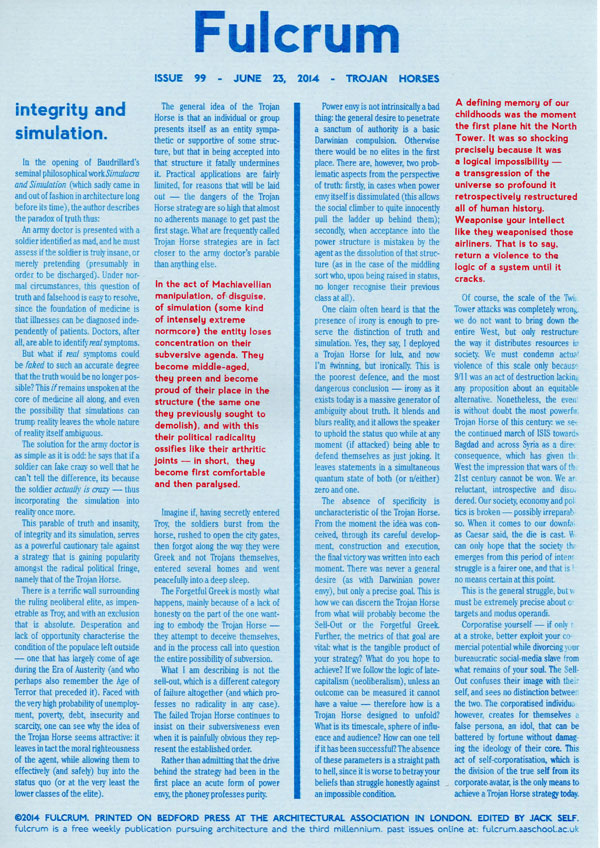 Fulcrum
ISSUE 99 - JUNE 23, 2014 - TROJAN HORSES
integrity and
simulation.
In the opening of Baudrillard's
seminal philosophical work Simulacra
and Simulation (which sadly came in
and out of fashion in architecture long
before its time), the author describes
the paradox of truth thus:
An army doctor is presented with a
soldier identified as mad, and he must
assess if the soldier is truly insane, or
merely pretending (presumably in
order to be discharged). Under nor-
mal circumstances, this question of
truth and falsehood is easy to resolve,
since the foundation of medicine is
that illnesses can be diagnosed inde-
pendently of patients. Doctors, after
all, are able to identify real symptoms.
But what if real symptoms could
be faked to such an accurate degree
that the truth would be no longer pos-
sible? This if remains unspoken at the
core of medicine all along, and even
the possibility that simulations can
trump reality leaves the whole nature
of reality itself ambiguous.
The solution for the army doctor is
as simple as it is odd: he says that if a
soldier can fake crazy so well that he
can't tell the difference, its because
the soldier actually is crazy — thus
incorporating the simulation into
reality once more.
This parable of truth and insanity,
of integrity and its simulation, serves
as a powerful cautionary tale against
a strategy that is gaining popularity
amongst the radical political fringe,
namely that of the Trojan Horse.
There is a terrific wall surrounding
the ruling neoliberal elite, as impen-
etrable as Troy, and with an exclusion
that is absolute. Desperation and
lack of opportunity characterise the
condition of the populace left outside
— one that has largely come of age
during the Era of Austerity (and who
perhaps also remember the Age of
Terror that preceded it). Faced with
the very high probability of unemploy-
ment, poverty, debt, insecurity and
scarcity, one can see why the idea of
the Trojan Horse seems attractive: it
leaves in tact the moral righteousness
of the agent, while allowing them to
effectively (and safely) buy into the
status quo (or at the very least the
lower classes of the elite).
The general idea of the Trojan
Horse is that an individual or group
presents itself as an entity sympa-
thetic or supportive of some struc-
ture, but that in being accepted into
that structure it fatally undermines
it. Practical applications are fairly
limited, for reasons that will be laid
out — the dangers of the Trojan
Horse strategy are so high that almost
no adherents manage to get past the
first stage. What are frequently called
Trojan Horse strategies are in fact
closer to the army doctor's parable
than anything else.
In the act of Machiavellian
manipulation, of disguise,
of simulation (some kind
of intensely extreme
normcore) the entity loses
concentration on their
subversive agenda. They
become middle-aged,
they preen and become
proud of their place in the
structure (the same one
they previously sought to
demolish), and with this
their political radicality
ossifies like their arthritic
joints — in short, they
become first comfortable
and then paralysed.
Imagine if, having secretly entered
Troy, the soldiers burst from the
horse, rushed to open the city gates,
then forgot along the way they were
Greek and not Trojans themselves,
entered several homes and went
peacefully into a deep sleep.
The Forgetful Greek is mostly what
happens, mainly because of a lack of
honesty on the part of the one want-
ing to embody the Trojan Horse —
they attempt to deceive themselves,
and in the process call into question
the entire possibility of subversion.
What I am describing is not the
sell-out, which is a different category
of failure altogether (and which pro-
fesses no radicality in any case).
The failed Trojan Horse continues to
insist on their subversiveness even
when it is painfully obvious they rep-
resent the established order.
Rather than admitting that the drive
behind the strategy had been in the
first place an acute form of power
envy, the phoney professes purity.
Power envy is not intrinsically a bad
thing: the general desire to penetrate
a sanctum of authority is a basic
Darwinian compulsion. Otherwise
there would be no elites in the first
place. There are, however, two prob-
lematic aspects from the perspective
of truth: firstly, in cases when power
envy itself is dissimulated (this allows
the social climber to quite innocently
pull the ladder up behind them);
secondly, when acceptance into the
power structure is mistaken by the
agent as the dissolution of that struc-
ture (as in the case of the middling
sort who, upon being raised in status,
no longer recognise their previous
class at all).
One claim often heard is that the
presence of irony is enough to pre-
serve the distinction of truth and
simulation. Yes, they say, I deployed
a Trojan Horse for lulz, and now
I'm #winning, but ironically. This is
the poorest defence, and the most
dangerous conclusion — irony as it
exists today is a massive generator of
ambiguity about truth. It blends and
blurs reality, and it allows the speaker
to uphold the status quo while at any
moment (if attacked) being able to
defend themselves as just joking. It
leaves statements in a simultaneous
quantum state of both (or n/either)
zero and one.
The absence of specificity is
uncharacteristic of the Trojan Horse.
From the moment the idea was con-
ceived, through its careful develop-
ment, construction and execution,
the final victory was written into each
moment. There was never a general
desire (as with Darwinian power
envy), but only a precise goal. This is
how we can discern the Trojan Horse
from what will probably become the
Sell-Out or the Forgetful Greek.
Further, the metrics of that goal are
vital: what is the tangible product of
your strategy? What do you hope to
achieve? If we follow the logic of late-
capitalism (neoliberalism), unless an
outcome can be measured it cannot
have a value — therefore how is a
Trojan Horse designed to unfold?
What is its timescale, sphere of influ-
ence and audience? How can one tell
if it has been successful? The absence
of these parameters is a straight path
to hell, since it is worse to betray your
beliefs than struggle honestly against
an impossible condition.
A defining memory of our
childhoods was the moment
the first plane hit the North
Tower. It was so shocking
precisely because it was
a logical impossibility —
a transgression of the
universe so profound it
retrospectively restructured
all of human history.
Weaponise your intellect
like they weaponised those
airliners. That is to say,
return a violence to the
logic of a system until it
cracks.
Of course, the scale of the Twin
Tower attacks was completely wrong,
we do not want to bring down the
entire West, but only restructure
the way it distributes resources in
society. We must condemn actual
violence of this scale only because
9/11 was an act of destruction lacking
any proposition about an equitable
alternative. Nonetheless, the event
is without doubt the most powerful
Trojan Horse of this century: we see
the continued march of ISIS towards
Bagdad and across Syria as a direct
consequence, which has given the
West the impression that wars of the
21st century cannot be won. We are
reluctant, introspective and disor-
dered. Our society, economy and poli-
tics is broken — possibly irreparably
so. When it comes to our downfall,
as Caesar said, the die is cast. We
can only hope that the society that
emerges from this period of internal
struggle is a fairer one, and that is by
no means certain at this point.
This is the general struggle, but we
must be extremely precise about our
targets and modus operandi.
Corporatise yourself — if only
at a stroke, better exploit your com-
mercial potential while divorcing your
bureaucratic social-media slave from
what remains of your soul. The Sell-
Out confuses their image with their
self, and sees no distinction between
the two. The corporatised individual,
however, creates for themselves a
false persona, an idol, that can be
battered by fortune without damag-
ing the ideology of their core. This
act of self-corporatisation, which is
the division of the true self from its
corporate avatar, is the only means to
achieve a Trojan Horse strategy today.
©2014 FULCRUM. PRINTED ON BEDFORD PRESS AT THE ARCHITECTURAL ASSOCIATION IN LONDON. EDITED BY JACK SELF.
fulcrum is a free weekly publication pursuing architecture and the third millennium. past issues online at: fulcrum.aaschool.ac.uk